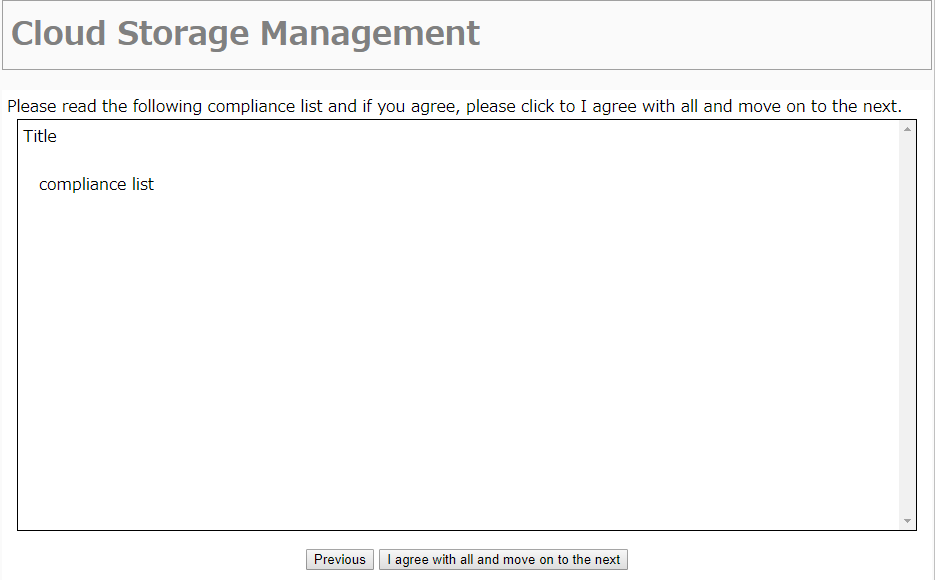 Cloud Storage Management
Please read the following compliance list and if you agree, please click to I agree with all and move on to the next.
Title
compliance list
Previous
I agree with all and move on to the next